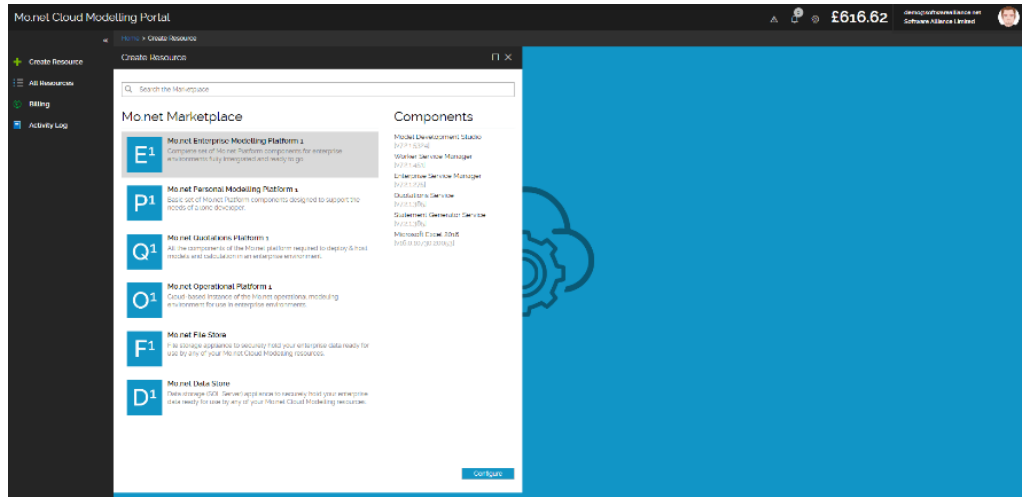 Mo.net Cloud Modelling Portal
£616.62
demo@softwarealliance.net
Software Alliance Limited
Home > Create Resource
Create Resource
All Resources
Billing
Activity Log
Create Resource
Search the Marketplace
Mo.net Marketplace
E1
Mo.net Enterprise Modelling Platform 1
Complete set of Mo.net Platform components for enterprise
environments fully intergrated and ready to go
P1
Mo.net Personal Modelling Platform 1
Basic set of Mo.net Platform components designed to support the
needs of a lone developer.
Q1
Mo.net Quotations Platform 1
All the components of the Mo.net platform required to deploy & host
models and calculation in an enterprise environment.
O1
Mo.net Operational Platform 1
Cloud-based instance of the Mo.net operational modelling
environment for use in enterprise environments.
F1
Mo.net File Store
File storage appliance to securely hold your enterprise data ready for
use by any of your Mo.net Cloud Modelling resources.
D1
Mo.net Data Store
Data storage (SQL Server) appliance to securely hold your enterprise
data ready for use by any of your Mo.net Cloud Modelling resources.
Components
Model Development Studio
Worker Service Manager
Enterprise Service Manager
Quotations Service
Statement Generator Service
Microsoft Excel 2016
Configure